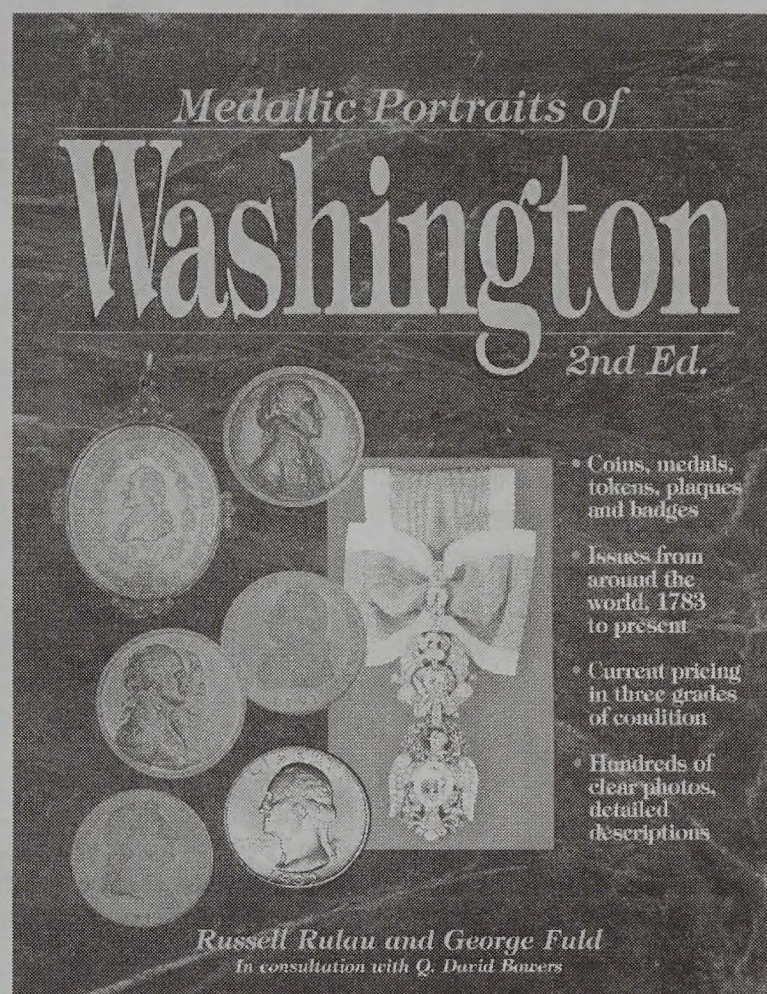 Medallic Portraits of
Washington
2nd Ed.
• Coins, medals,
tokens, plaques
and badges
• Issues from
around the
world, 1783
to present
• Current pricing
in three grades
of condition
• Hundreds of
clear photos,
detailed
descriptions
Russell Rulau and George Fuld
In consultation with Q. David Bowers